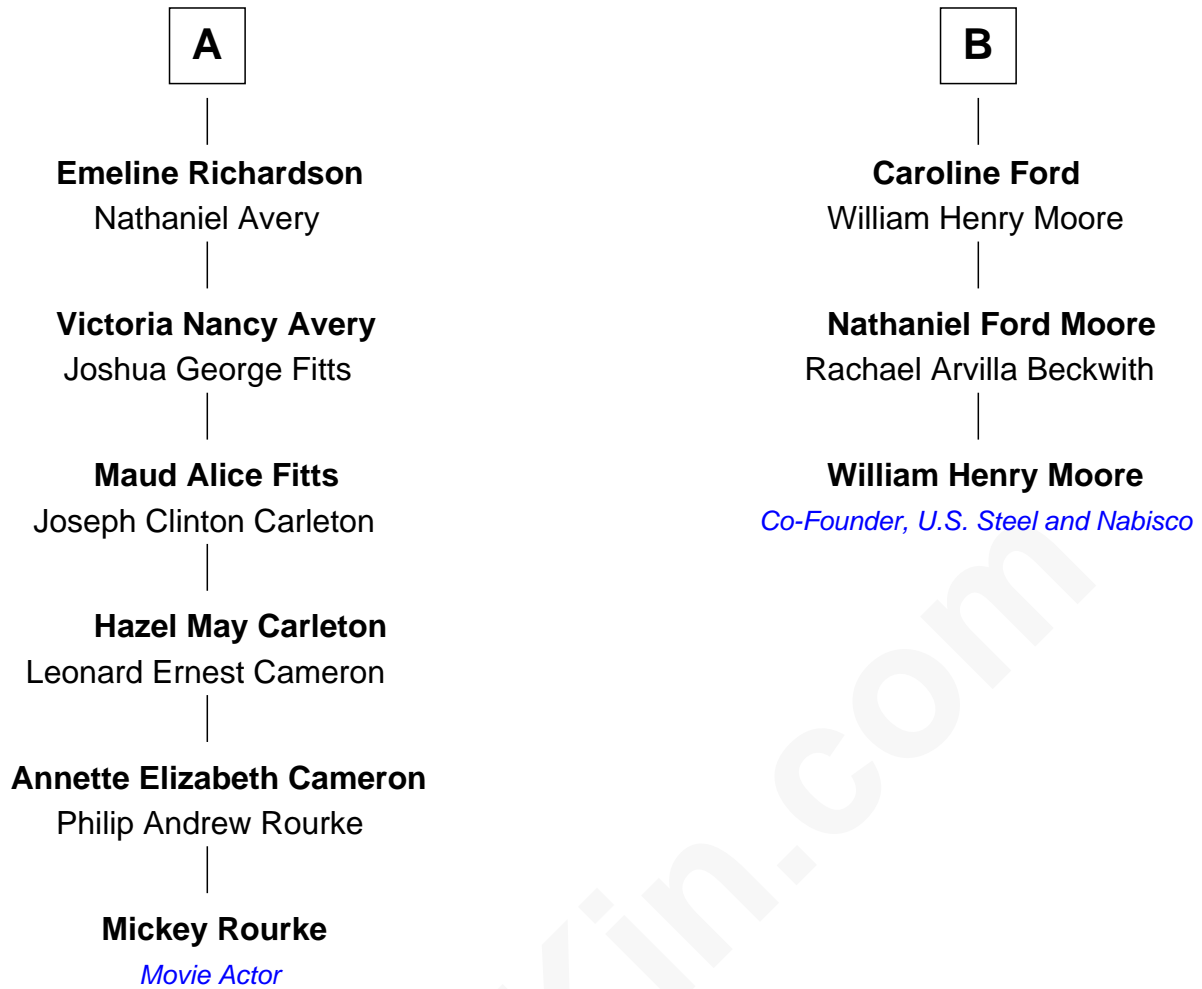 A
Emeline Richardson
Nathaniel Avery
Victoria Nancy Avery
Joshua George Fitts
Maud Alice Fitts
Joseph Clinton Carleton
Hazel May Carleton
Leonard Ernest Cameron
Annette Elizabeth Cameron
Philip Andrew Rourke
Mickey Rourke
Movie Actor
B
Caroline Ford
William Henry Moore
Nathaniel Ford Moore
Rachael Arvilla Beckwith
William Henry Moore
Co-Founder, U.S. Steel and Nabisco